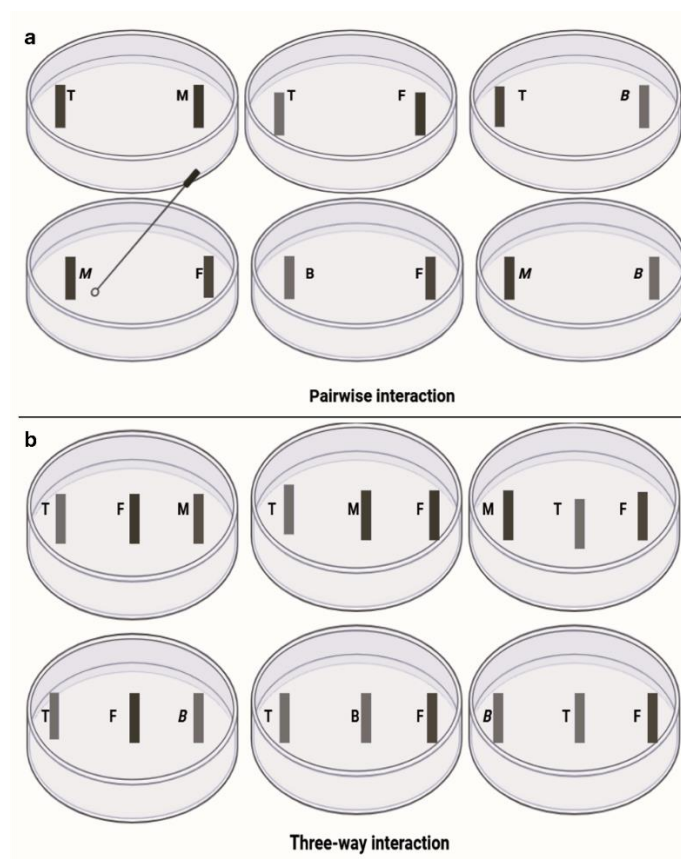 a
T M T F T B
M F B F M B
Pairwise interaction
b
T F M T M F M T F
T F B T B F B T F
Three-way interaction